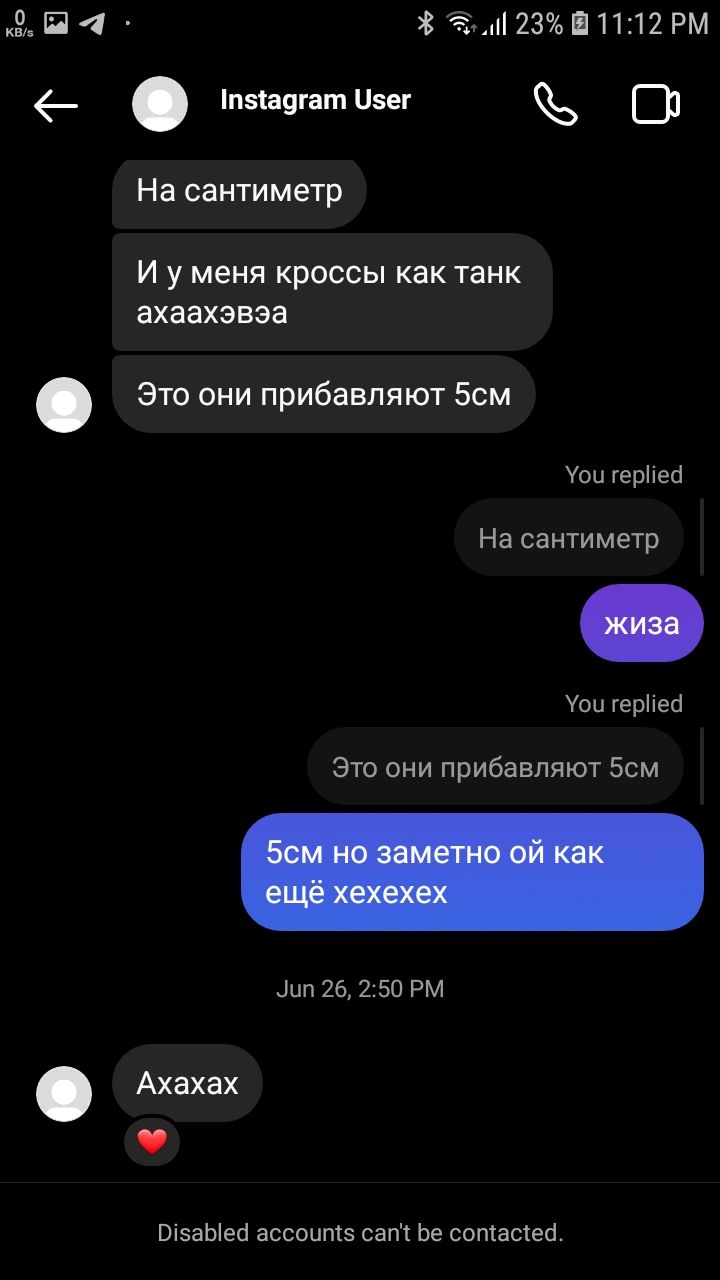 0
KB/s
23%
11:12 PM
Instagram User
На сантиметр
И у меня кроссы как танк
ахаахэвэа
Это они прибавляют 5см
You replied
На сантиметр
жиза
You replied
Это они прибавляют 5см
5см но заметно ой как
ещё хехехех
Jun 26, 2:50 PM
Ахахах
Disabled accounts can't be contacted.